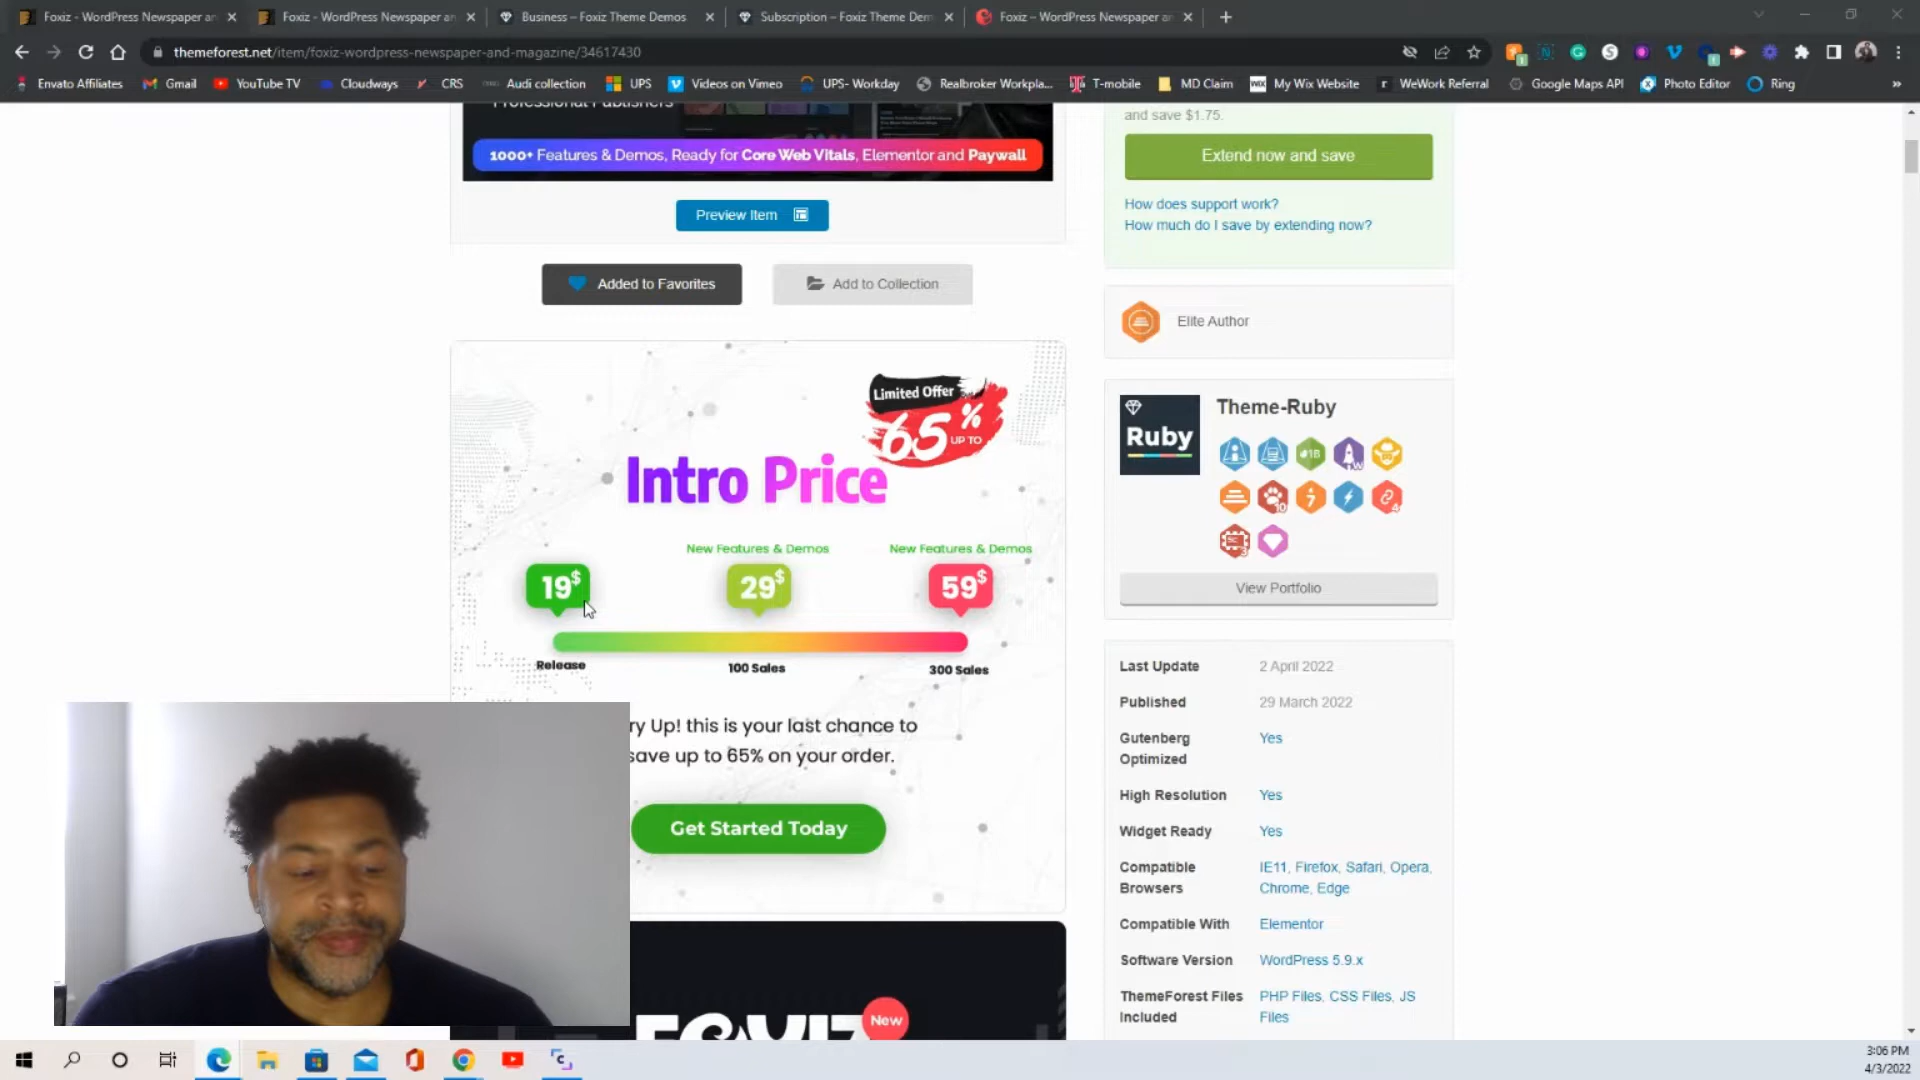 Foxiz - WordPress Newspaper an
Foxiz - WordPress Newspaper an
Business – Foxiz Theme Demos
Subscription – Foxiz Theme Dem
Foxiz – WordPress Newspaper an
themeforest.net/item/foxiz-wordpress-newspaper-and-magazine/34617430
Envato Affiliates
Gmail
YouTube TV
Cloudways
CRS
Audi collection
UPS
Videos on Vimeo
UPS- Workday
Realbroker Workpla...
T-mobile
MD Claim
My Wix Website
WeWork Referral
Google Maps API
Photo Editor
Ring
Professional Publishers
1000+ Features & Demos, Ready for Core Web Vitals, Elementor and Paywall
Preview Item
Added to Favorites
Add to Collection
Limited Offer
65%
UP TO
Intro Price
New Features & Demos
New Features & Demos
19$
29$
59$
Release
100 Sales
300 Sales
ry Up! this is your last chance to
save up to 65% on your order.
Get Started Today
FOXIZ
New
and save $1.75.
Extend now and save
How does support work?
How much do I save by extending now?
Elite Author
Ruby
Theme-Ruby
View Portfolio
Last Update 2 April 2022
Published 29 March 2022
Gutenberg Yes
Optimized
High Resolution Yes
Widget Ready Yes
Compatible IE11, Firefox, Safari, Opera,
Browsers Chrome, Edge
Compatible With Elementor
Software Version WordPress 5.9.x
ThemeForest Files PHP Files, CSS Files, JS
Included Files
3:06 PM
4/3/2022